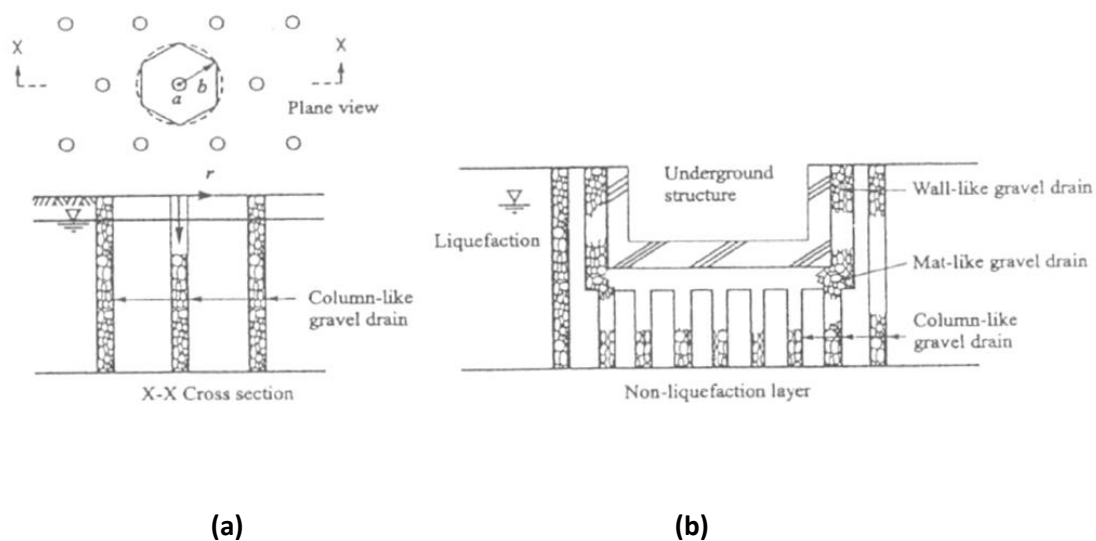 X
X
a
b
Plane view
r
Column-like
gravel drain
X-X Cross section
Underground
structure
Liquefaction
Wall-like gravel drain
Mat-like gravel drain
Column-like
gravel drain
Non-liquefaction layer
(a)
(b)